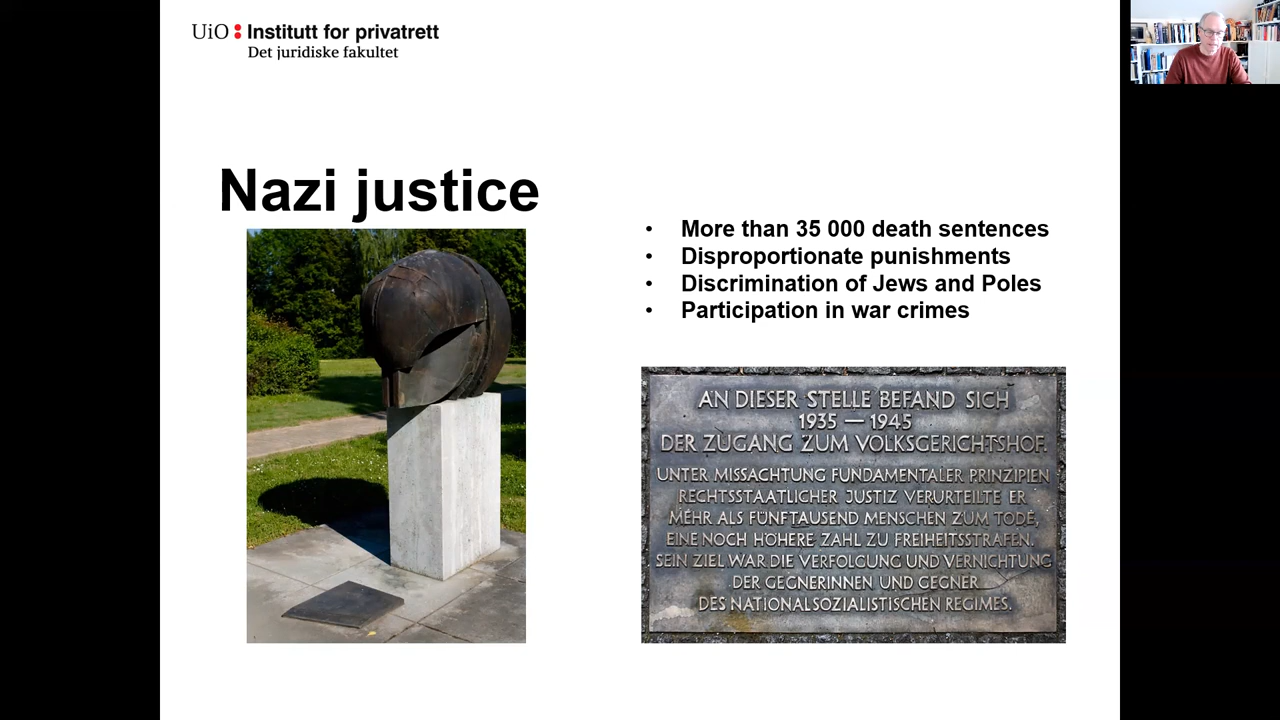 UiO : Institutt for privatrett
Det juridiske fakultet
Nazi justice
• More than 35 000 death sentences
• Disproportionate punishments
• Discrimination of Jews and Poles
• Participation in war crimes
AN DIESER STELLE BEFAND SICH
1935 — 1945
DER ZUGANG ZUM VOLKSGERICHTSHOF.
UNTER MISSACHTUNG FUNDAMENTALER PRINZIPIEN
RECHTSSTAATLICHER JUSTIZ VERURTEILTE ER
MEHR ALS FÜNFTAUSEND MENSCHEN ZUM TODE,
EINE NOCH HÖHERE ZAHL ZU FREIHEITSSTRAFEN.
SEIN ZIEL WAR DIE VERFOLGUNG UND VERNICHTUNG
DER GEGNERINNEN UND GEGNER
DES NATIONALSOZIALISTISCHEN REGIMES.